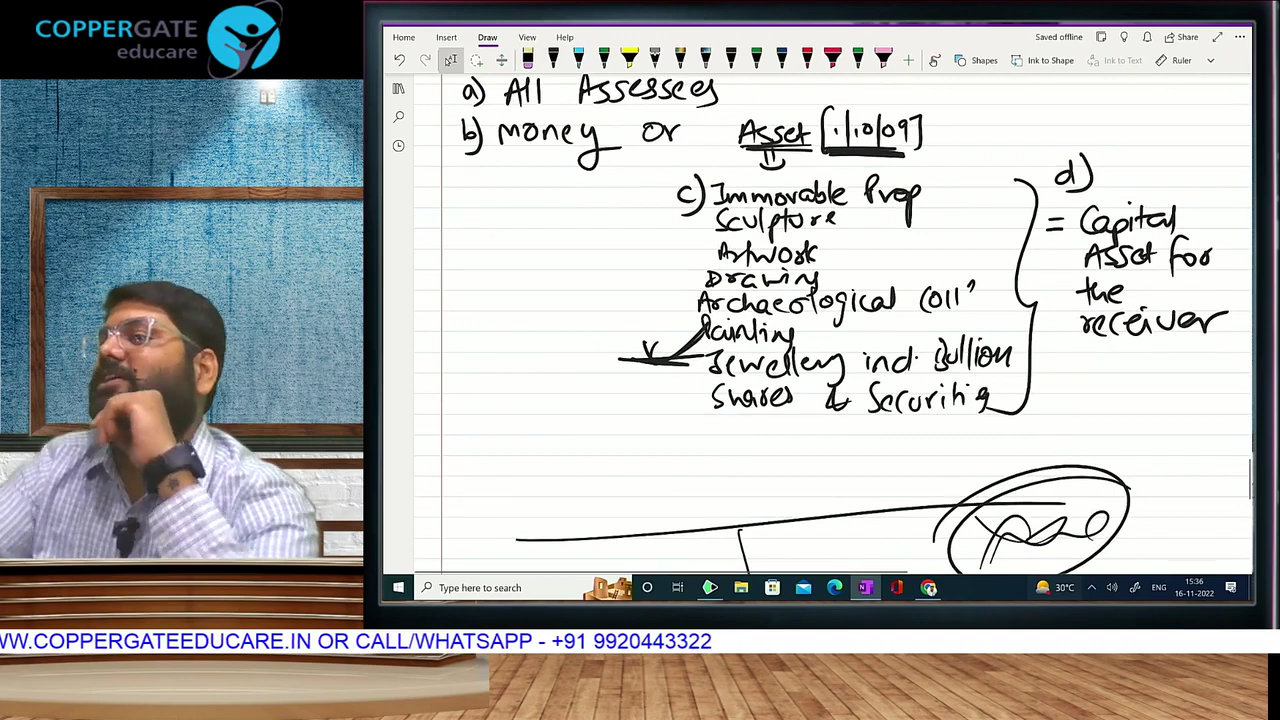 COPPERGATE
educare
Home Insert Draw View Help
Saved offline
Share
Shapes
Ink to Shape
Ink to Text
Ruler
a) All Assessees
b) money or Asset [1/10/09]
c) Immovable Prop
Sculpture
Artwork
Drawing
Archaeological coll'
Painting
Jewellery incl. Bullion
Shares & Securities
d)
= Capital
Asset for
the
receiver
Type here to search
30°C
ENG
15:36
16-11-2022
WW.COPPERGATEEDUCARE.IN OR CALL/WHATSAPP - +91 9920443322